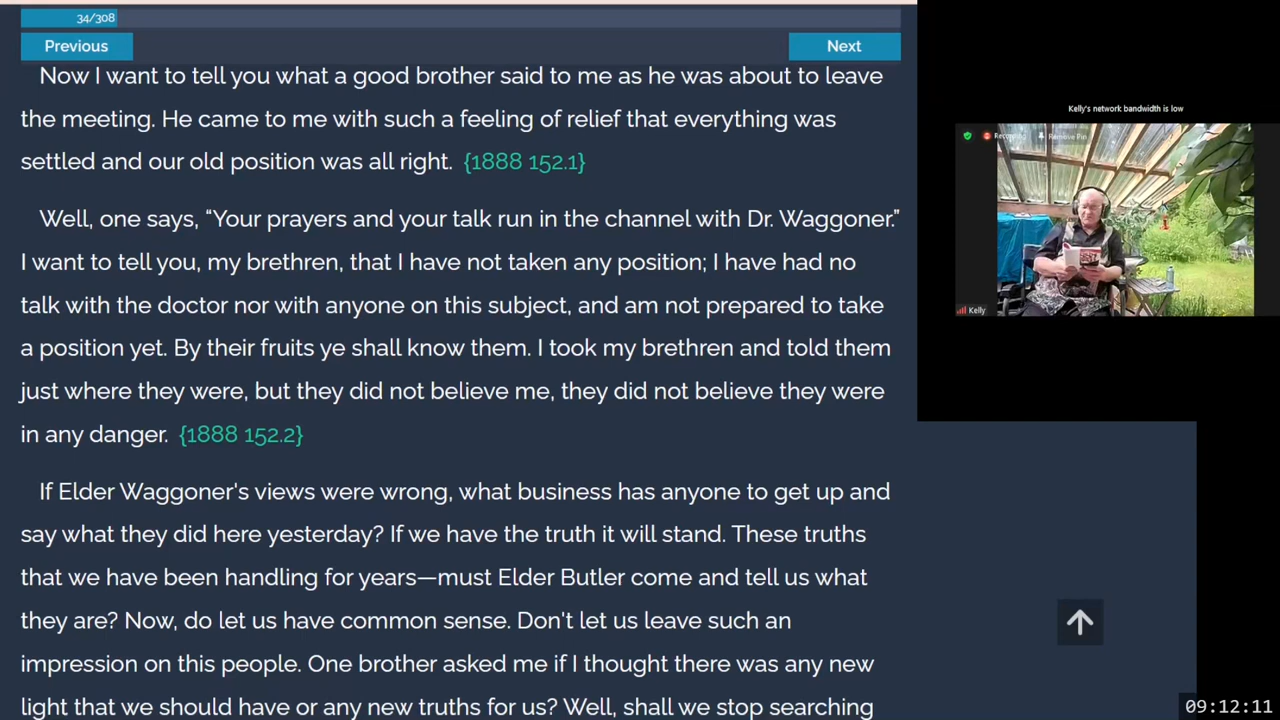 34/308
Previous
Next
Now I want to tell you what a good brother said to me as he was about to leave
the meeting. He came to me with such a feeling of relief that everything was
settled and our old position was all right. {1888 152.1}
Well, one says, “Your prayers and your talk run in the channel with Dr. Waggoner.”
I want to tell you, my brethren, that I have not taken any position; I have had no
talk with the doctor nor with anyone on this subject, and am not prepared to take
a position yet. By their fruits ye shall know them. I took my brethren and told them
just where they were, but they did not believe me, they did not believe they were
in any danger. {1888 152.2}
If Elder Waggoner's views were wrong, what business has anyone to get up and
say what they did here yesterday? If we have the truth it will stand. These truths
that we have been handling for years—must Elder Butler come and tell us what
they are? Now, do let us have common sense. Don't let us leave such an
impression on this people. One brother asked me if I thought there was any new
light that we should have or any new truths for us? Well, shall we stop searching
Kelly's network bandwidth is low
Remove Pin
Kelly
09:12:11